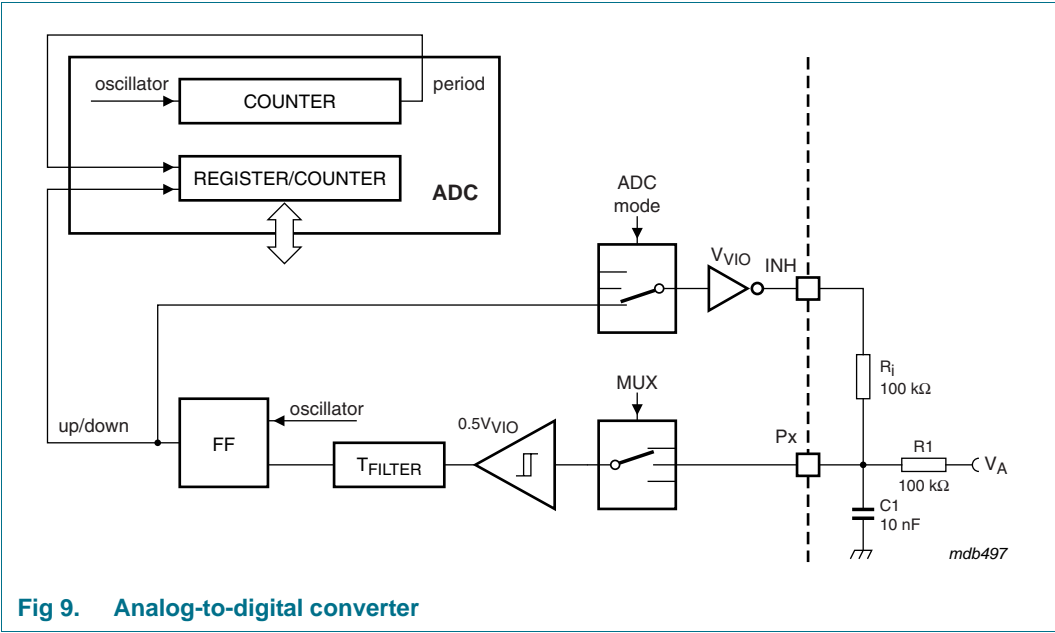 oscillator
period
COUNTER
REGISTER/COUNTER
ADC
ADC
mode
VVIO
INH
Ri
100 kΩ
MUX
oscillator
up/down
0.5VVIO
FF
TFILTER
Px
R1
VA
100 kΩ
C1
10 nF
mdb497
Fig 9. Analog-to-digital converter